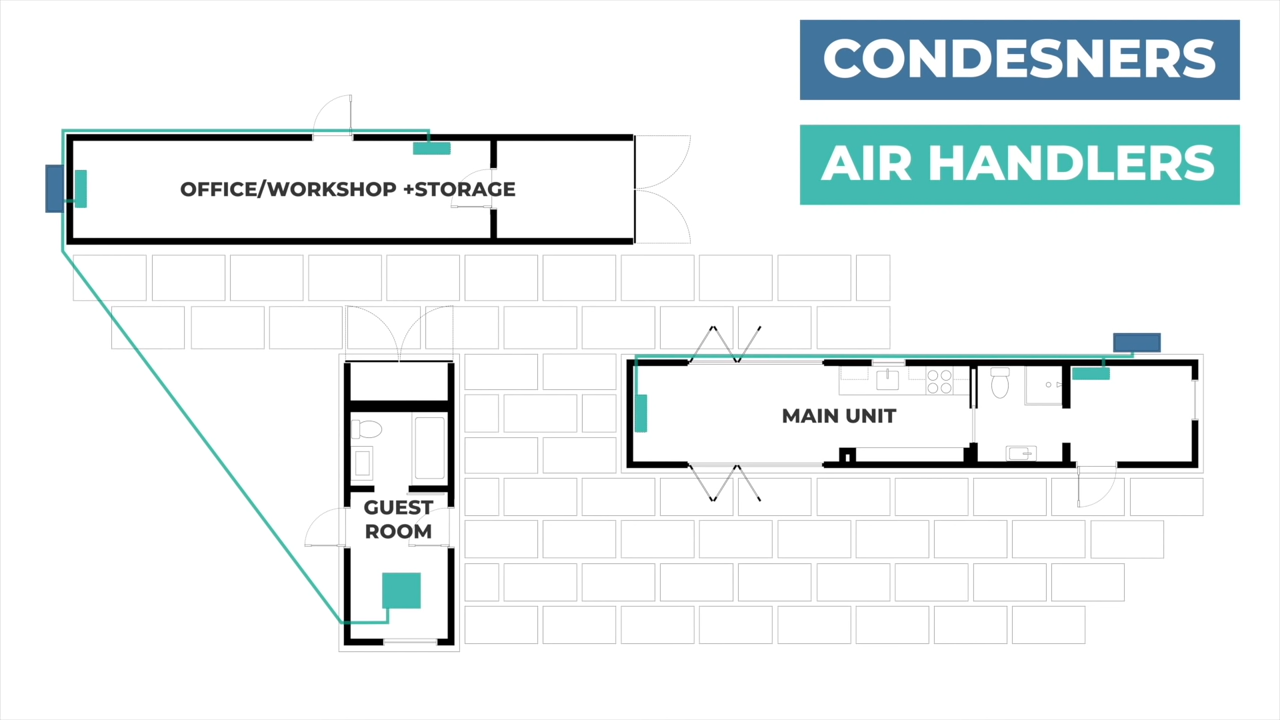 CONDESNERS
AIR HANDLERS
OFFICE/WORKSHOP +STORAGE
MAIN UNIT
GUEST
ROOM